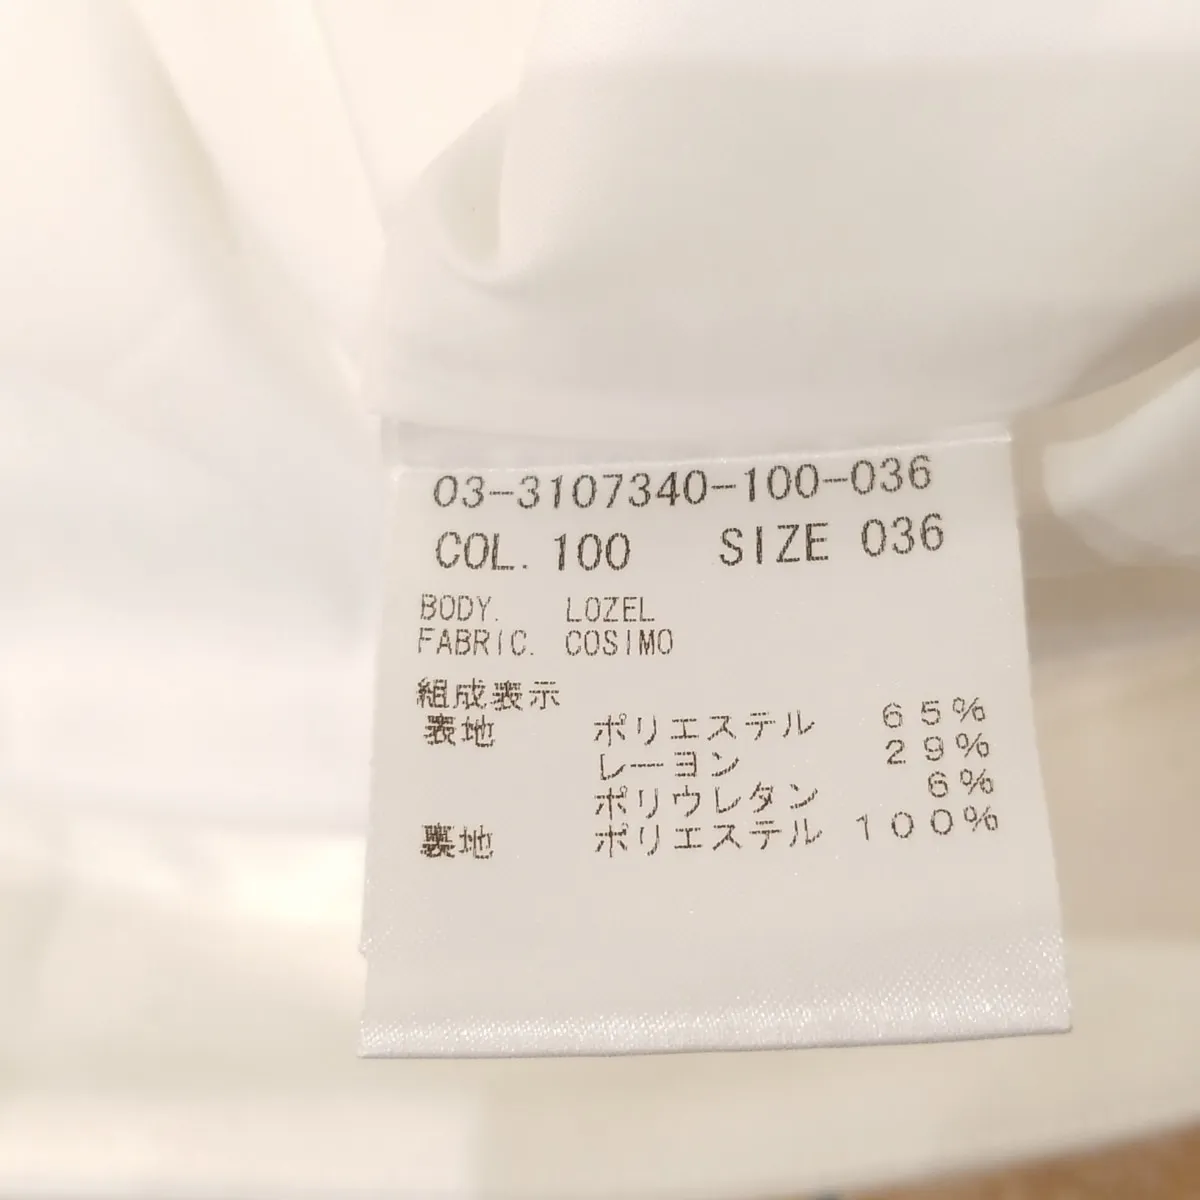 03-3107340-100-036
COL. 100 SIZE 036
BODY. LOZEL
FABRIC. COSIMO
組成表示
表地 ポリエステル 65%
レーヨン 29%
ポリウレタン 6%
裏地 ポリエステル 100%